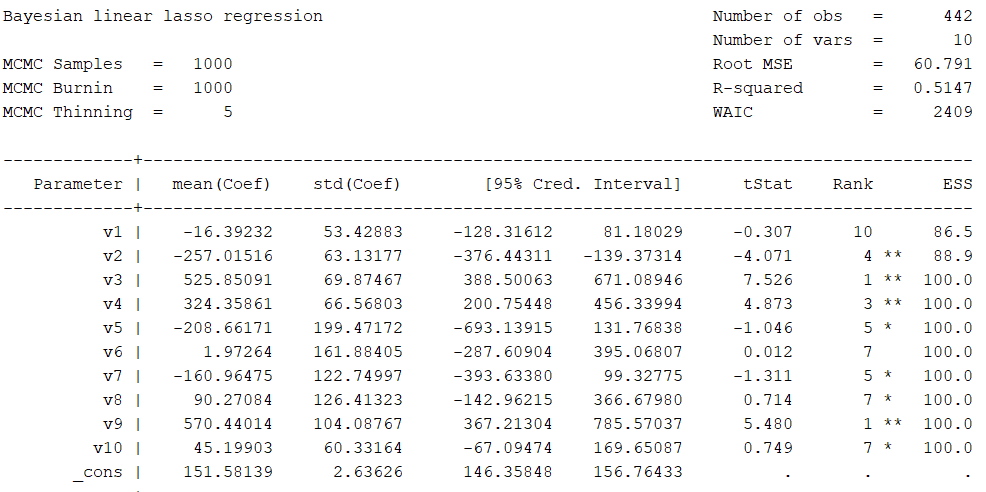 Bayesian linear lasso regression                                       Number of obs   =      442
                                                                       Number of vars  =       10
MCMC Samples   =   1000                                                Root MSE        =   60.791
MCMC Burnin    =   1000                                                R-squared       =   0.5147
MCMC Thinning  =      5                                                WAIC            =     2409
-------------+-----------------------------------------------------------------------------------
   Parameter |   mean(Coef)    std(Coef)        [95% Cred. Interval]      tStat    Rank       ESS
-------------+-----------------------------------------------------------------------------------
          v1 |    -16.39232     53.42883     -128.31612     81.18029     -0.307      10      86.5
          v2 |   -257.01516     63.13177     -376.44311   -139.37314     -4.071       4 **   88.9
          v3 |    525.85091     69.87467      388.50063    671.08946      7.526       1 **  100.0
          v4 |    324.35861     66.56803      200.75448    456.33994      4.873       3 **  100.0
          v5 |   -208.66171    199.47172     -693.13915    131.76838     -1.046       5 *   100.0
          v6 |      1.97264    161.88405     -287.60904    395.06807      0.012       7     100.0
          v7 |   -160.96475    122.74997     -393.63380     99.32775     -1.311       5 *   100.0
          v8 |     90.27084    126.41323     -142.96215    366.67980      0.714       7 *   100.0
          v9 |    570.44014    104.08767      367.21304    785.57037      5.480       1 **  100.0
         v10 |     45.19903     60.33164      -67.09474    169.65087      0.749       7 *   100.0
       _cons |    151.58139      2.63626      146.35848    156.76433          .       .         .